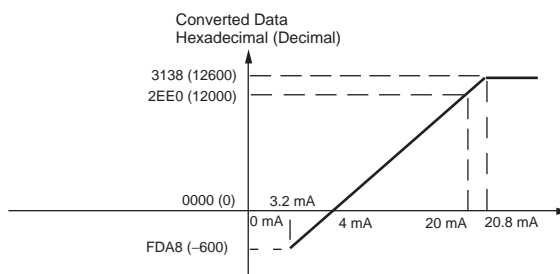 Converted Data
Hexadecimal (Decimal)
3138 (12600)
2EE0 (12000)
0000 (0)
3.2 mA
0 mA
4 mA
20 mA
20.8 mA
FDA8 (−600)